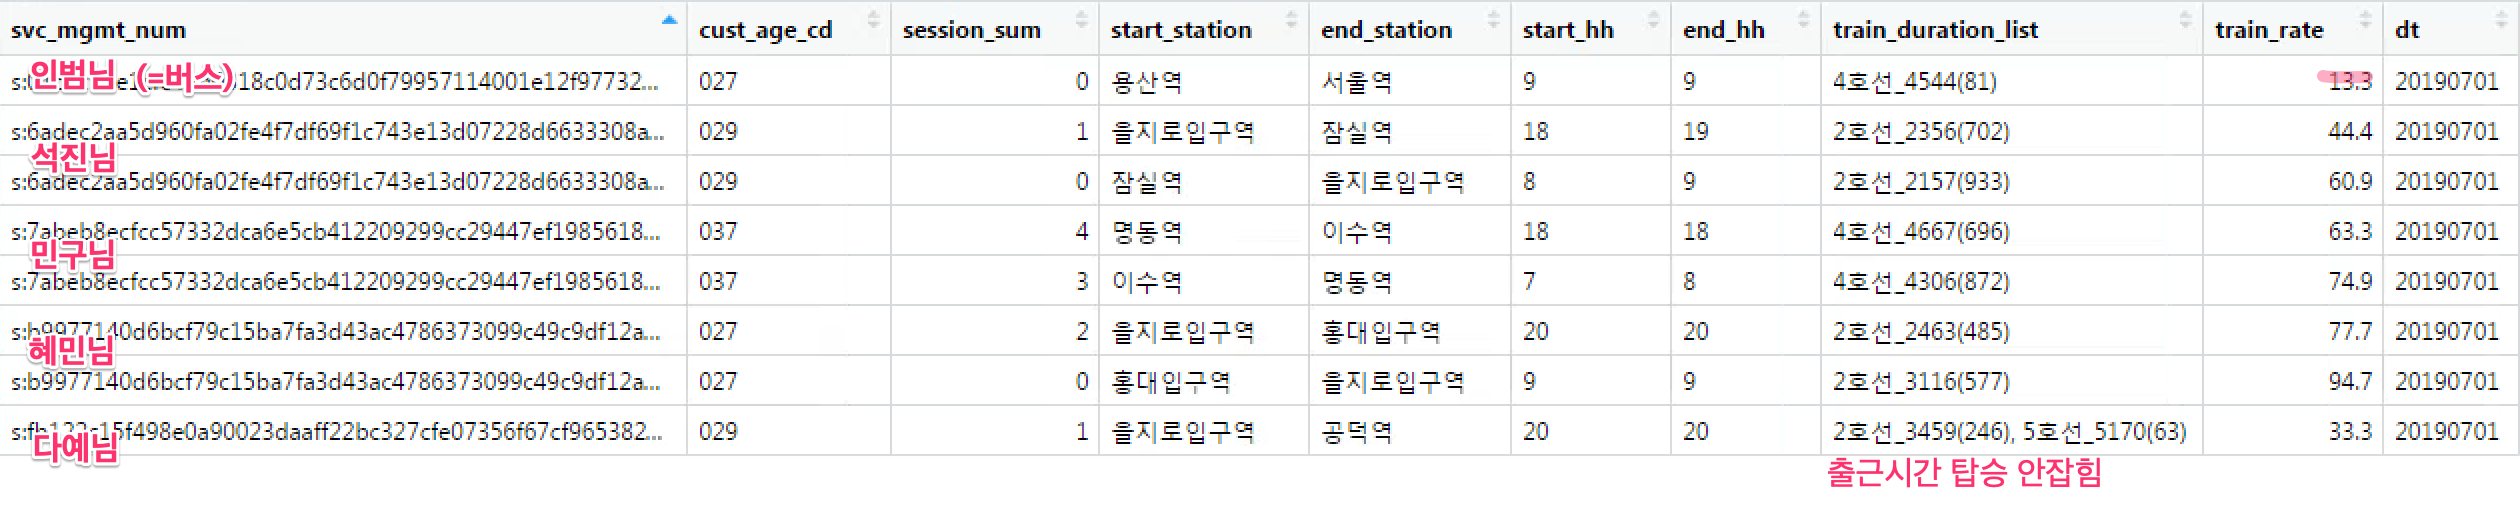 svc_mgmt_num cust_age_cd session_sum start_station end_station start_hh end_hh train_duration_list train_rate dt
인범님 (=버스) 18c0d73c6d0f79957114001e12f97732... 027 0 용산역 서울역 9 9 4호선_4544(81) 13.3 20190701
s:6adec2aa5d960fa02fe4f7df69f1c743e13d07228d6633308a... 029 1 을지로입구역 잠실역 18 19 2호선_2356(702) 44.4 20190701
석진님
s:6adec2aa5d960fa02fe4f7df69f1c743e13d07228d6633308a... 029 0 잠실역 을지로입구역 8 9 2호선_2157(933) 60.9 20190701
s:7abeb8ecfcc57332dca6e5cb412209299cc29447ef1985618... 037 4 명동역 이수역 18 18 4호선_4667(696) 63.3 20190701
민구님
s:7abeb8ecfcc57332dca6e5cb412209299cc29447ef1985618... 037 3 이수역 명동역 7 8 4호선_4306(872) 74.9 20190701
s:b9977140d6bcf79c15ba7fa3d43ac4786373099c49c9df12a... 027 2 을지로입구역 홍대입구역 20 20 2호선_2463(485) 77.7 20190701
혜민님
s:b9977140d6bcf79c15ba7fa3d43ac4786373099c49c9df12a... 027 0 홍대입구역 을지로입구역 9 9 2호선_3116(577) 94.7 20190701
029 1 을지로입구역 공덕역 20 20 2호선_3459(246), 5호선_5170(63) 33.3 20190701
다예님
출근시간 탑승 안잡힘